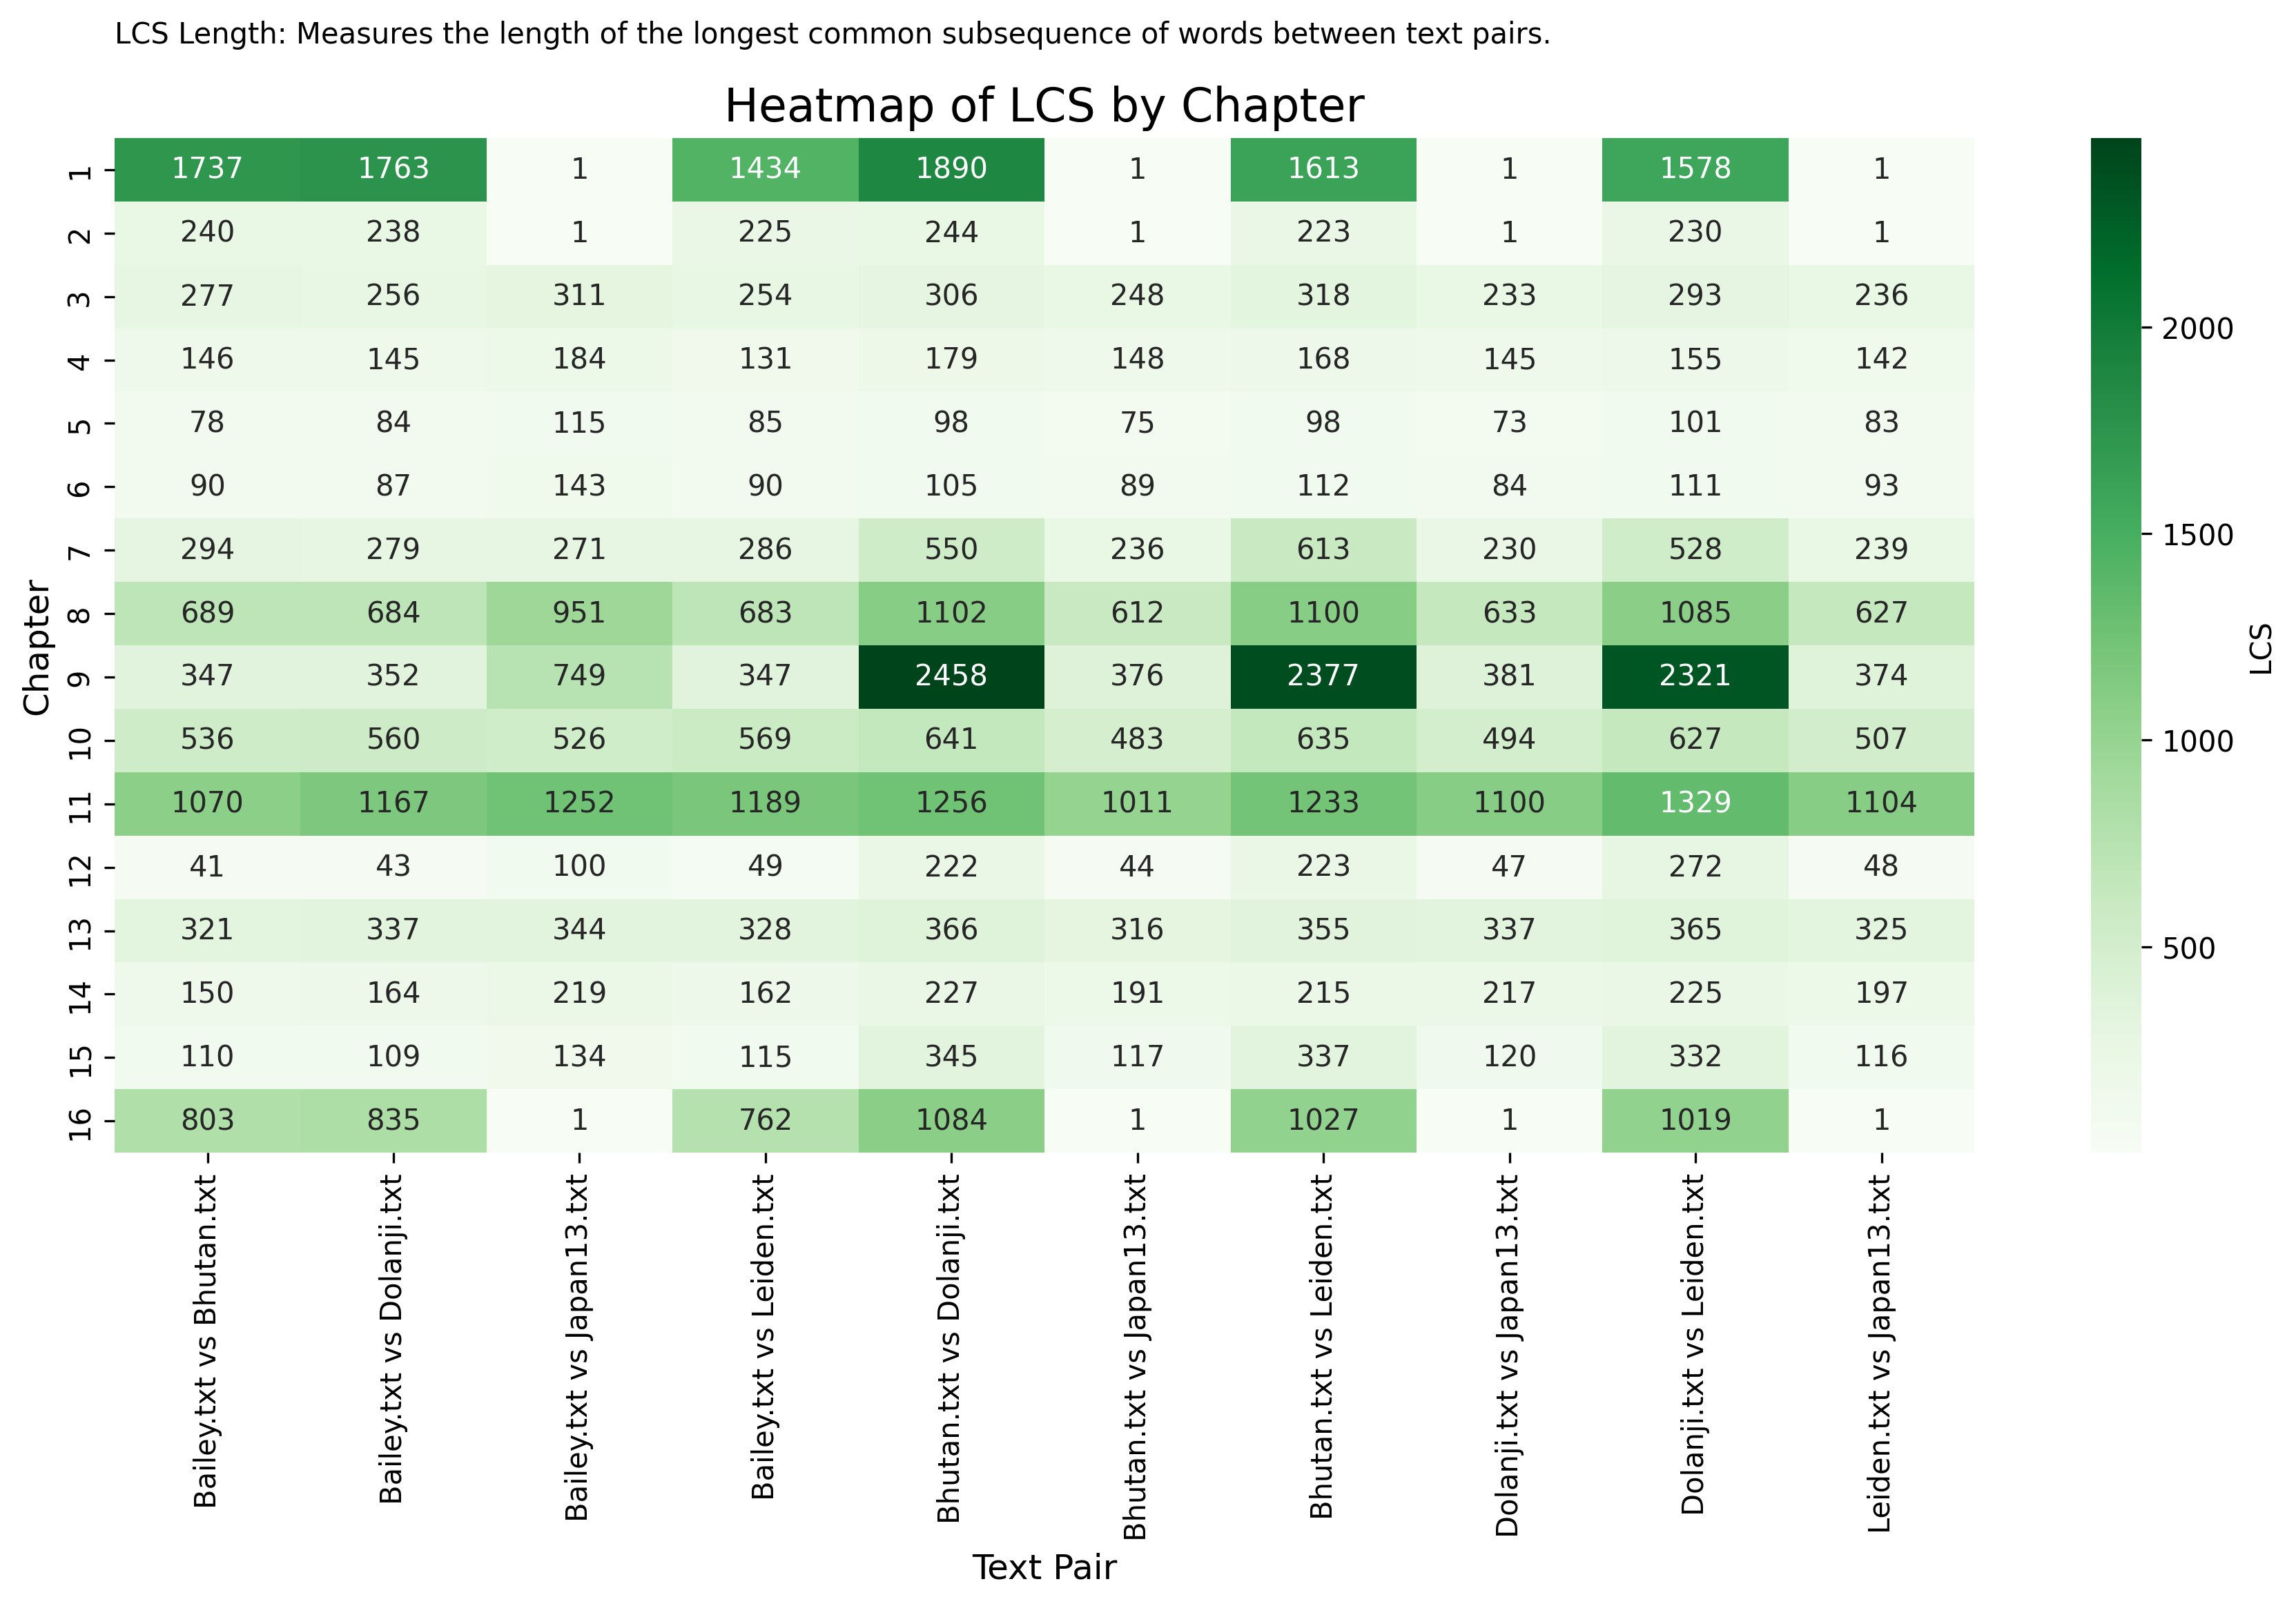 LCS Length: Measures the length of the longest common subsequence of words between text pairs.
Heatmap of LCS by Chapter
1 1737 1763 1 1434 1890 1 1613 1 1578 1
2 240 238 1 225 244 1 223 1 230 1
3 277 256 311 254 306 248 318 233 293 236
4 146 145 184 131 179 148 168 145 155 142
5 78 84 115 85 98 75 98 73 101 83
6 90 87 143 90 105 89 112 84 111 93
7 294 279 271 286 550 236 613 230 528 239
8 689 684 951 683 1102 612 1100 633 1085 627
9 347 352 749 347 2458 376 2377 381 2321 374
10 536 560 526 569 641 483 635 494 627 507
11 1070 1167 1252 1189 1256 1011 1233 1100 1329 1104
12 41 43 100 49 222 44 223 47 272 48
13 321 337 344 328 366 316 355 337 365 325
14 150 164 219 162 227 191 215 217 225 197
15 110 109 134 115 345 117 337 120 332 116
16 803 835 1 762 1084 1 1027 1 1019 1
Chapter
Bailey.txt vs Bhutan.txt
Bailey.txt vs Dolanji.txt
Bailey.txt vs Japan13.txt
Bailey.txt vs Leiden.txt
Bhutan.txt vs Dolanji.txt
Bhutan.txt vs Japan13.txt
Bhutan.txt vs Leiden.txt
Dolanji.txt vs Japan13.txt
Dolanji.txt vs Leiden.txt
Leiden.txt vs Japan13.txt
Text Pair
2000
1500
1000
500
LCS